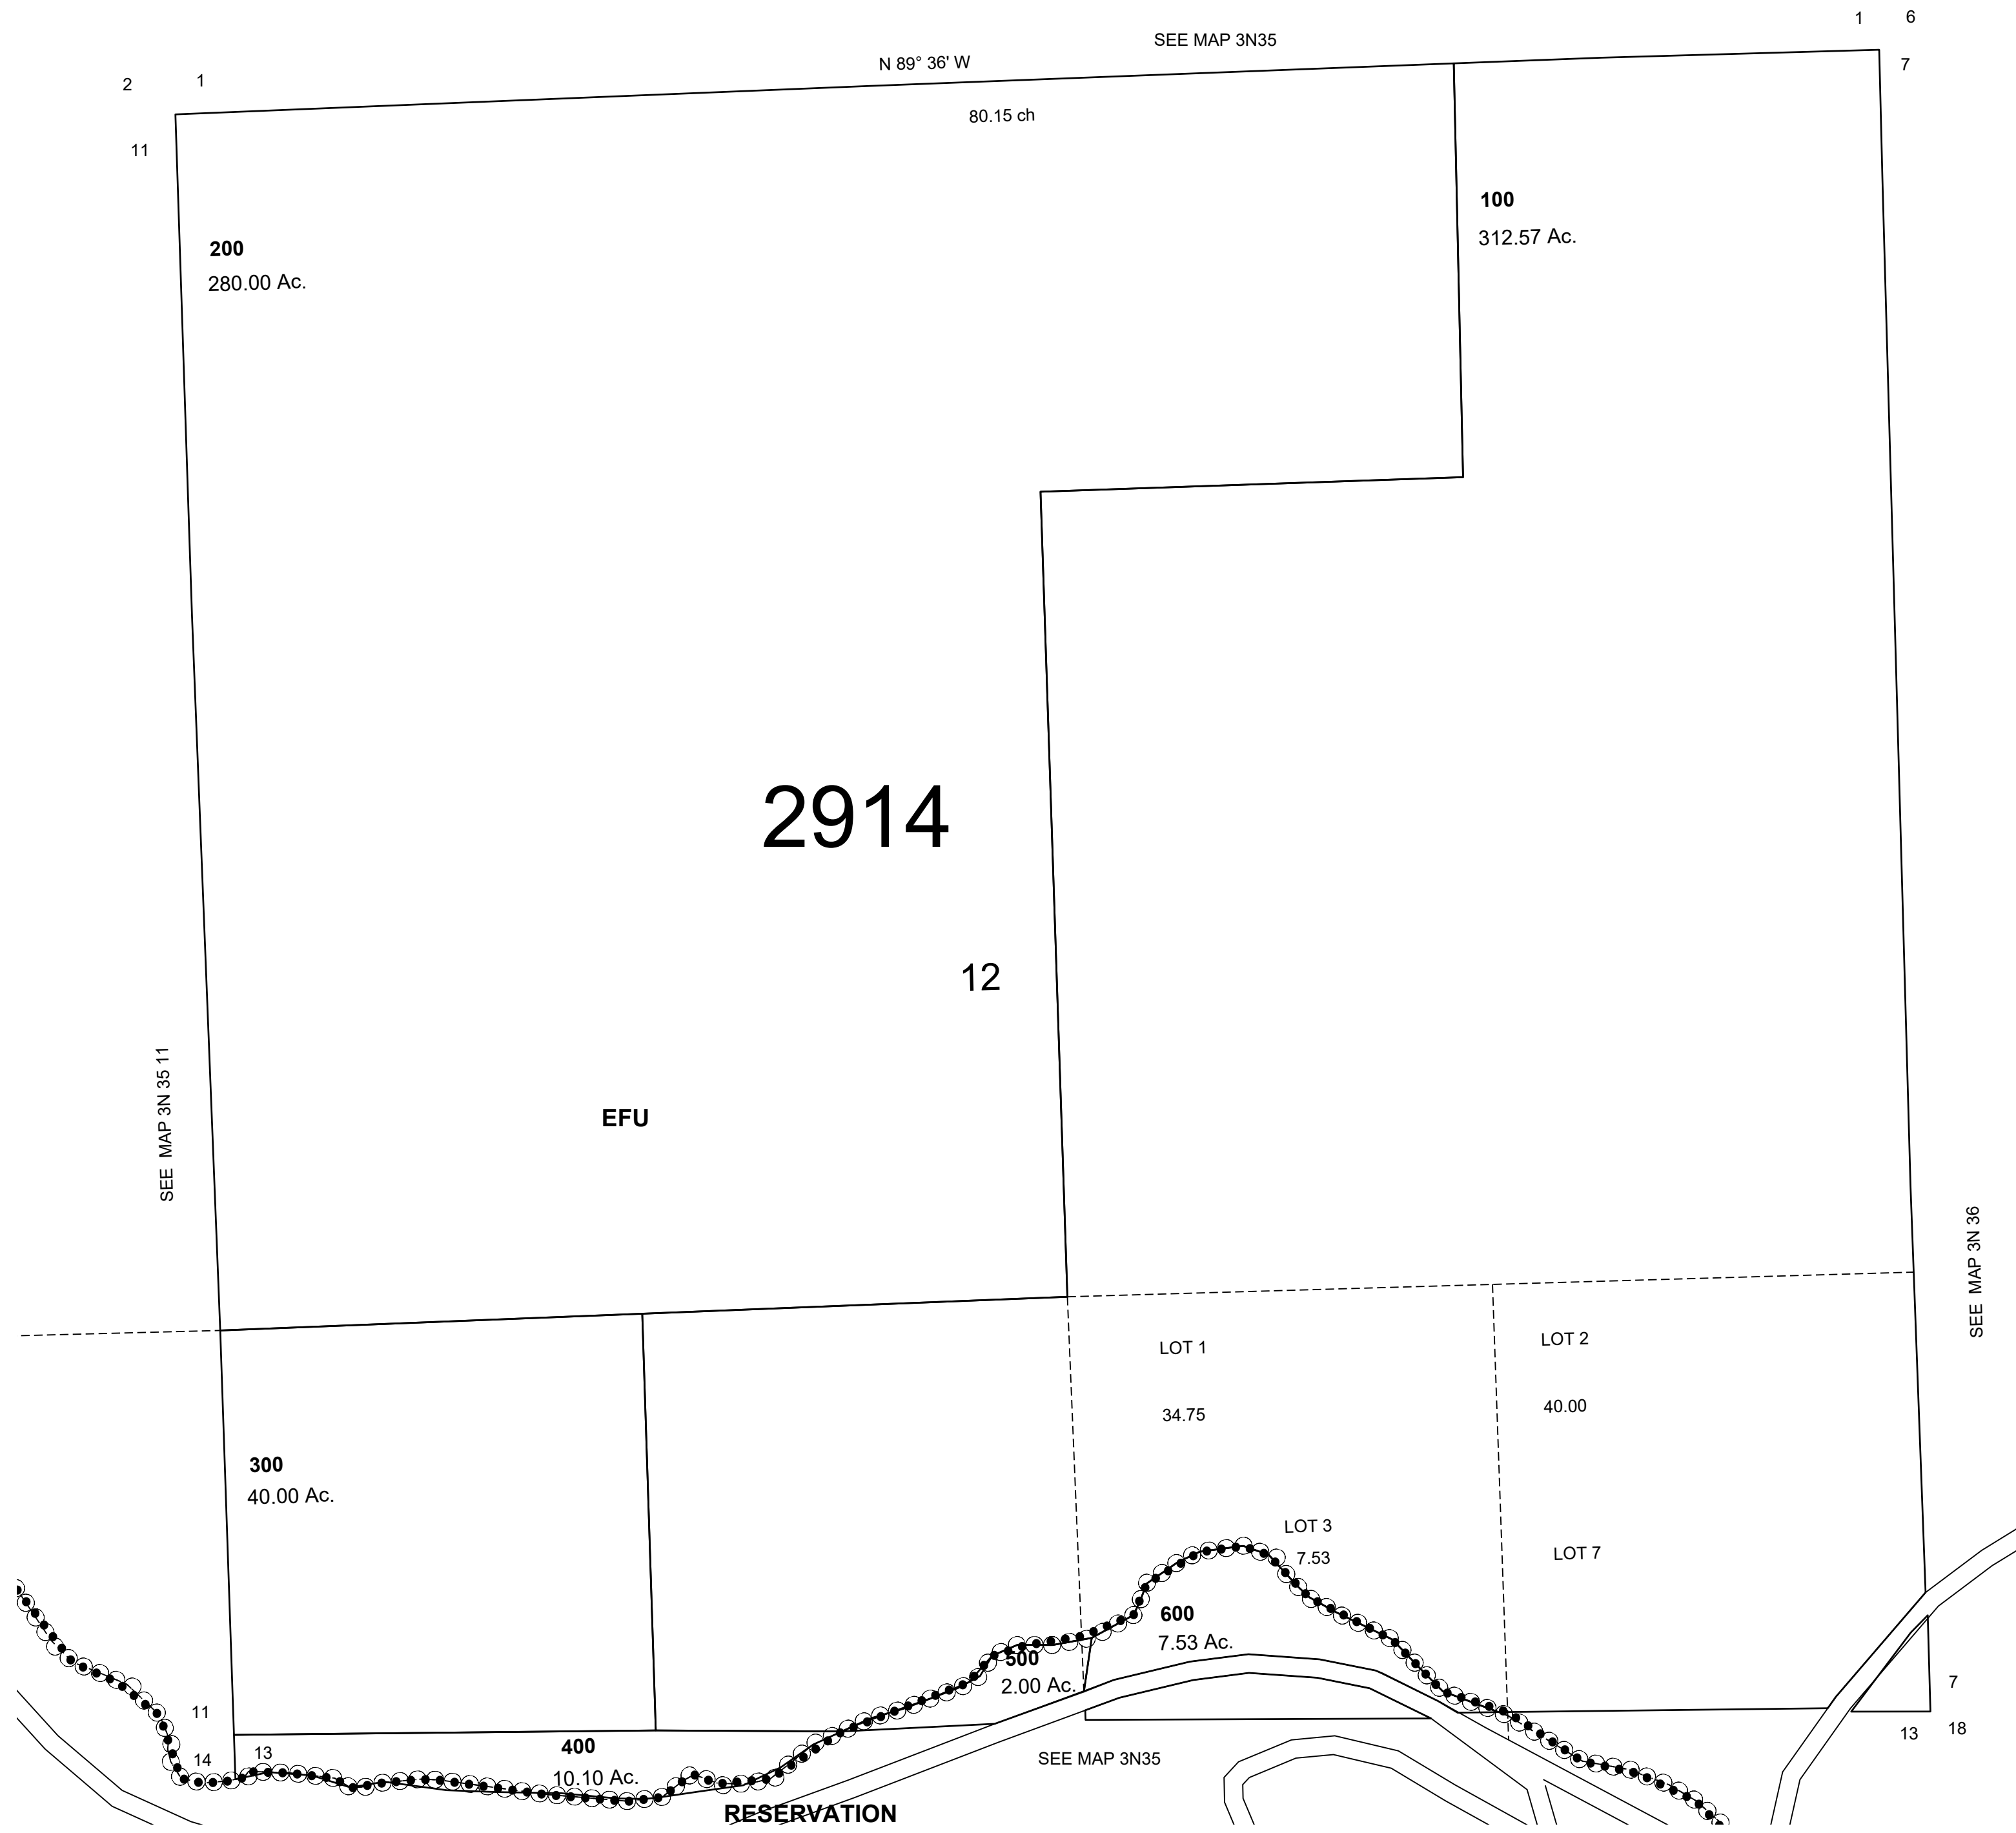 1 6
SEE MAP 3N35
N 89° 36' W
7
2 1
80.15 ch
11
100
312.57 Ac.
200
280.00 Ac.
2914
12
SEE MAP 3N 35 11
EFU
SEE MAP 3N 36
LOT 1
LOT 2
34.75
40.00
300
40.00 Ac.
LOT 3
7.53
LOT 7
600
7.53 Ac.
500
2.00 Ac.
7
11
13 18
14 13
400
10.10 Ac.
SEE MAP 3N35
RESERVATION